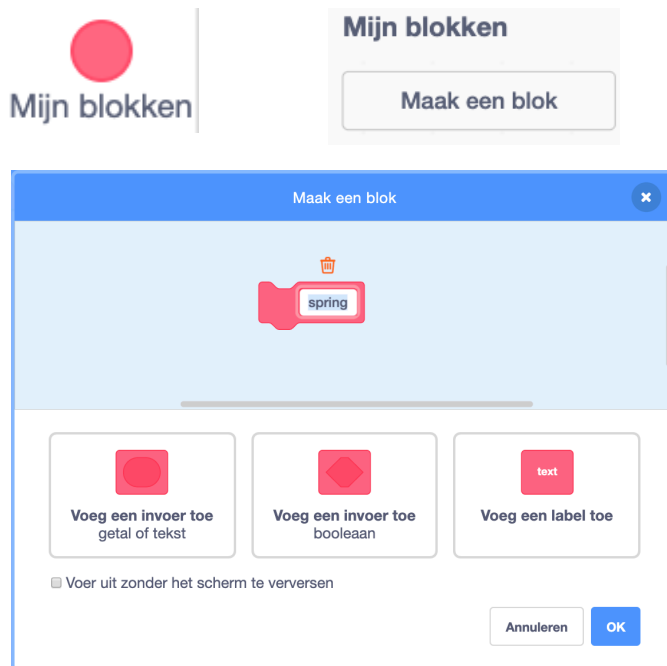 Mijn blokken
Mijn blokken
Maak een blok
Maak een blok
spring
text
Voeg een invoer toe
getal of tekst
Voeg een invoer toe
booleaan
Voeg een label toe
Voer uit zonder het scherm te verversen
Annuleren
OK